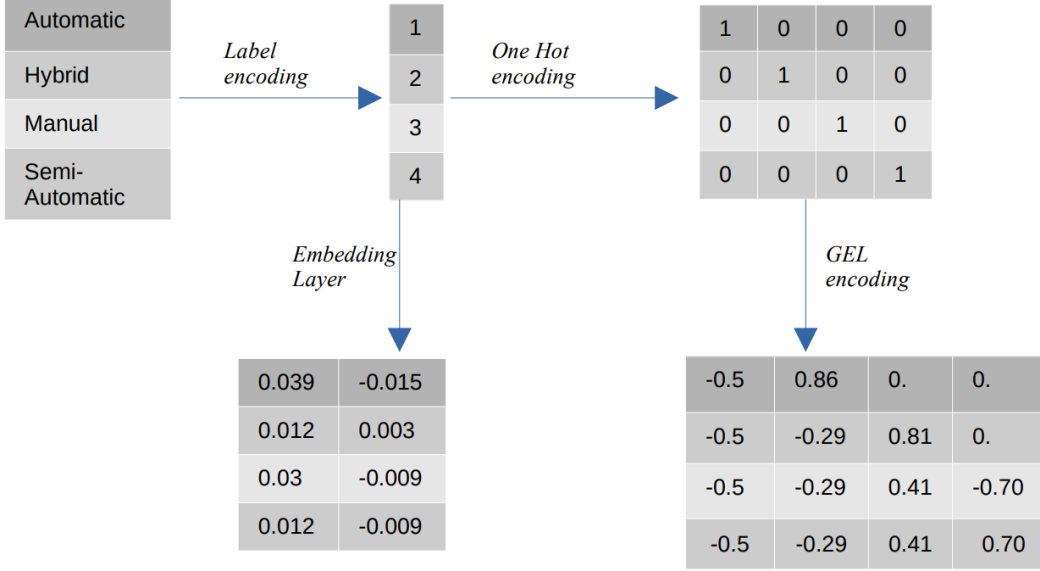 Automatic
Hybrid
Manual
Semi-
Automatic
Label
encoding
1
2
3
4
One Hot
encoding
1 0 0 0
0 1 0 0
0 0 1 0
0 0 0 1
Embedding
Layer
GEL
encoding
0.039 -0.015
0.012 0.003
0.03 -0.009
0.012 -0.009
-0.5 0.86 0. 0.
-0.5 -0.29 0.81 0.
-0.5 -0.29 0.41 -0.70
-0.5 -0.29 0.41 0.70